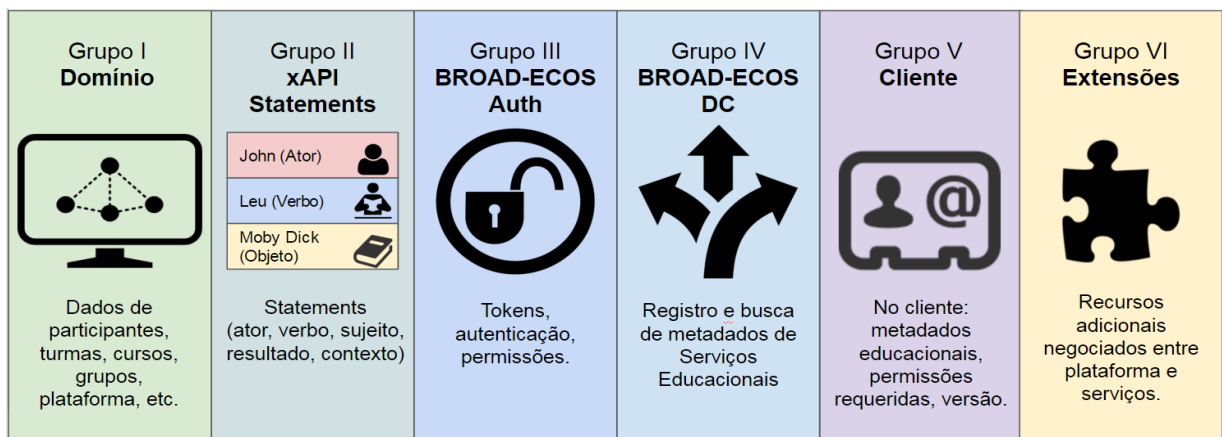 Grupo I
Domínio
Dados de
participantes,
turmas, cursos,
grupos,
plataforma, etc.
Grupo II
xAPI
Statements
John (Ator)
Leu (Verbo)
Moby Dick
(Objeto)
Statements
(ator, verbo, sujeito,
resultado, contexto)
Grupo III
BROAD-ECOS
Auth
Tokens,
autenticação,
permissões.
Grupo IV
BROAD-ECOS
DC
Registro e busca
de metadados de
Serviços
Educacionais
Grupo V
Cliente
@
No cliente:
metadados
educacionais,
permissões
requeridas, versão.
Grupo VI
Extensões
Recursos
adicionais
negociados entre
plataforma e
serviços.